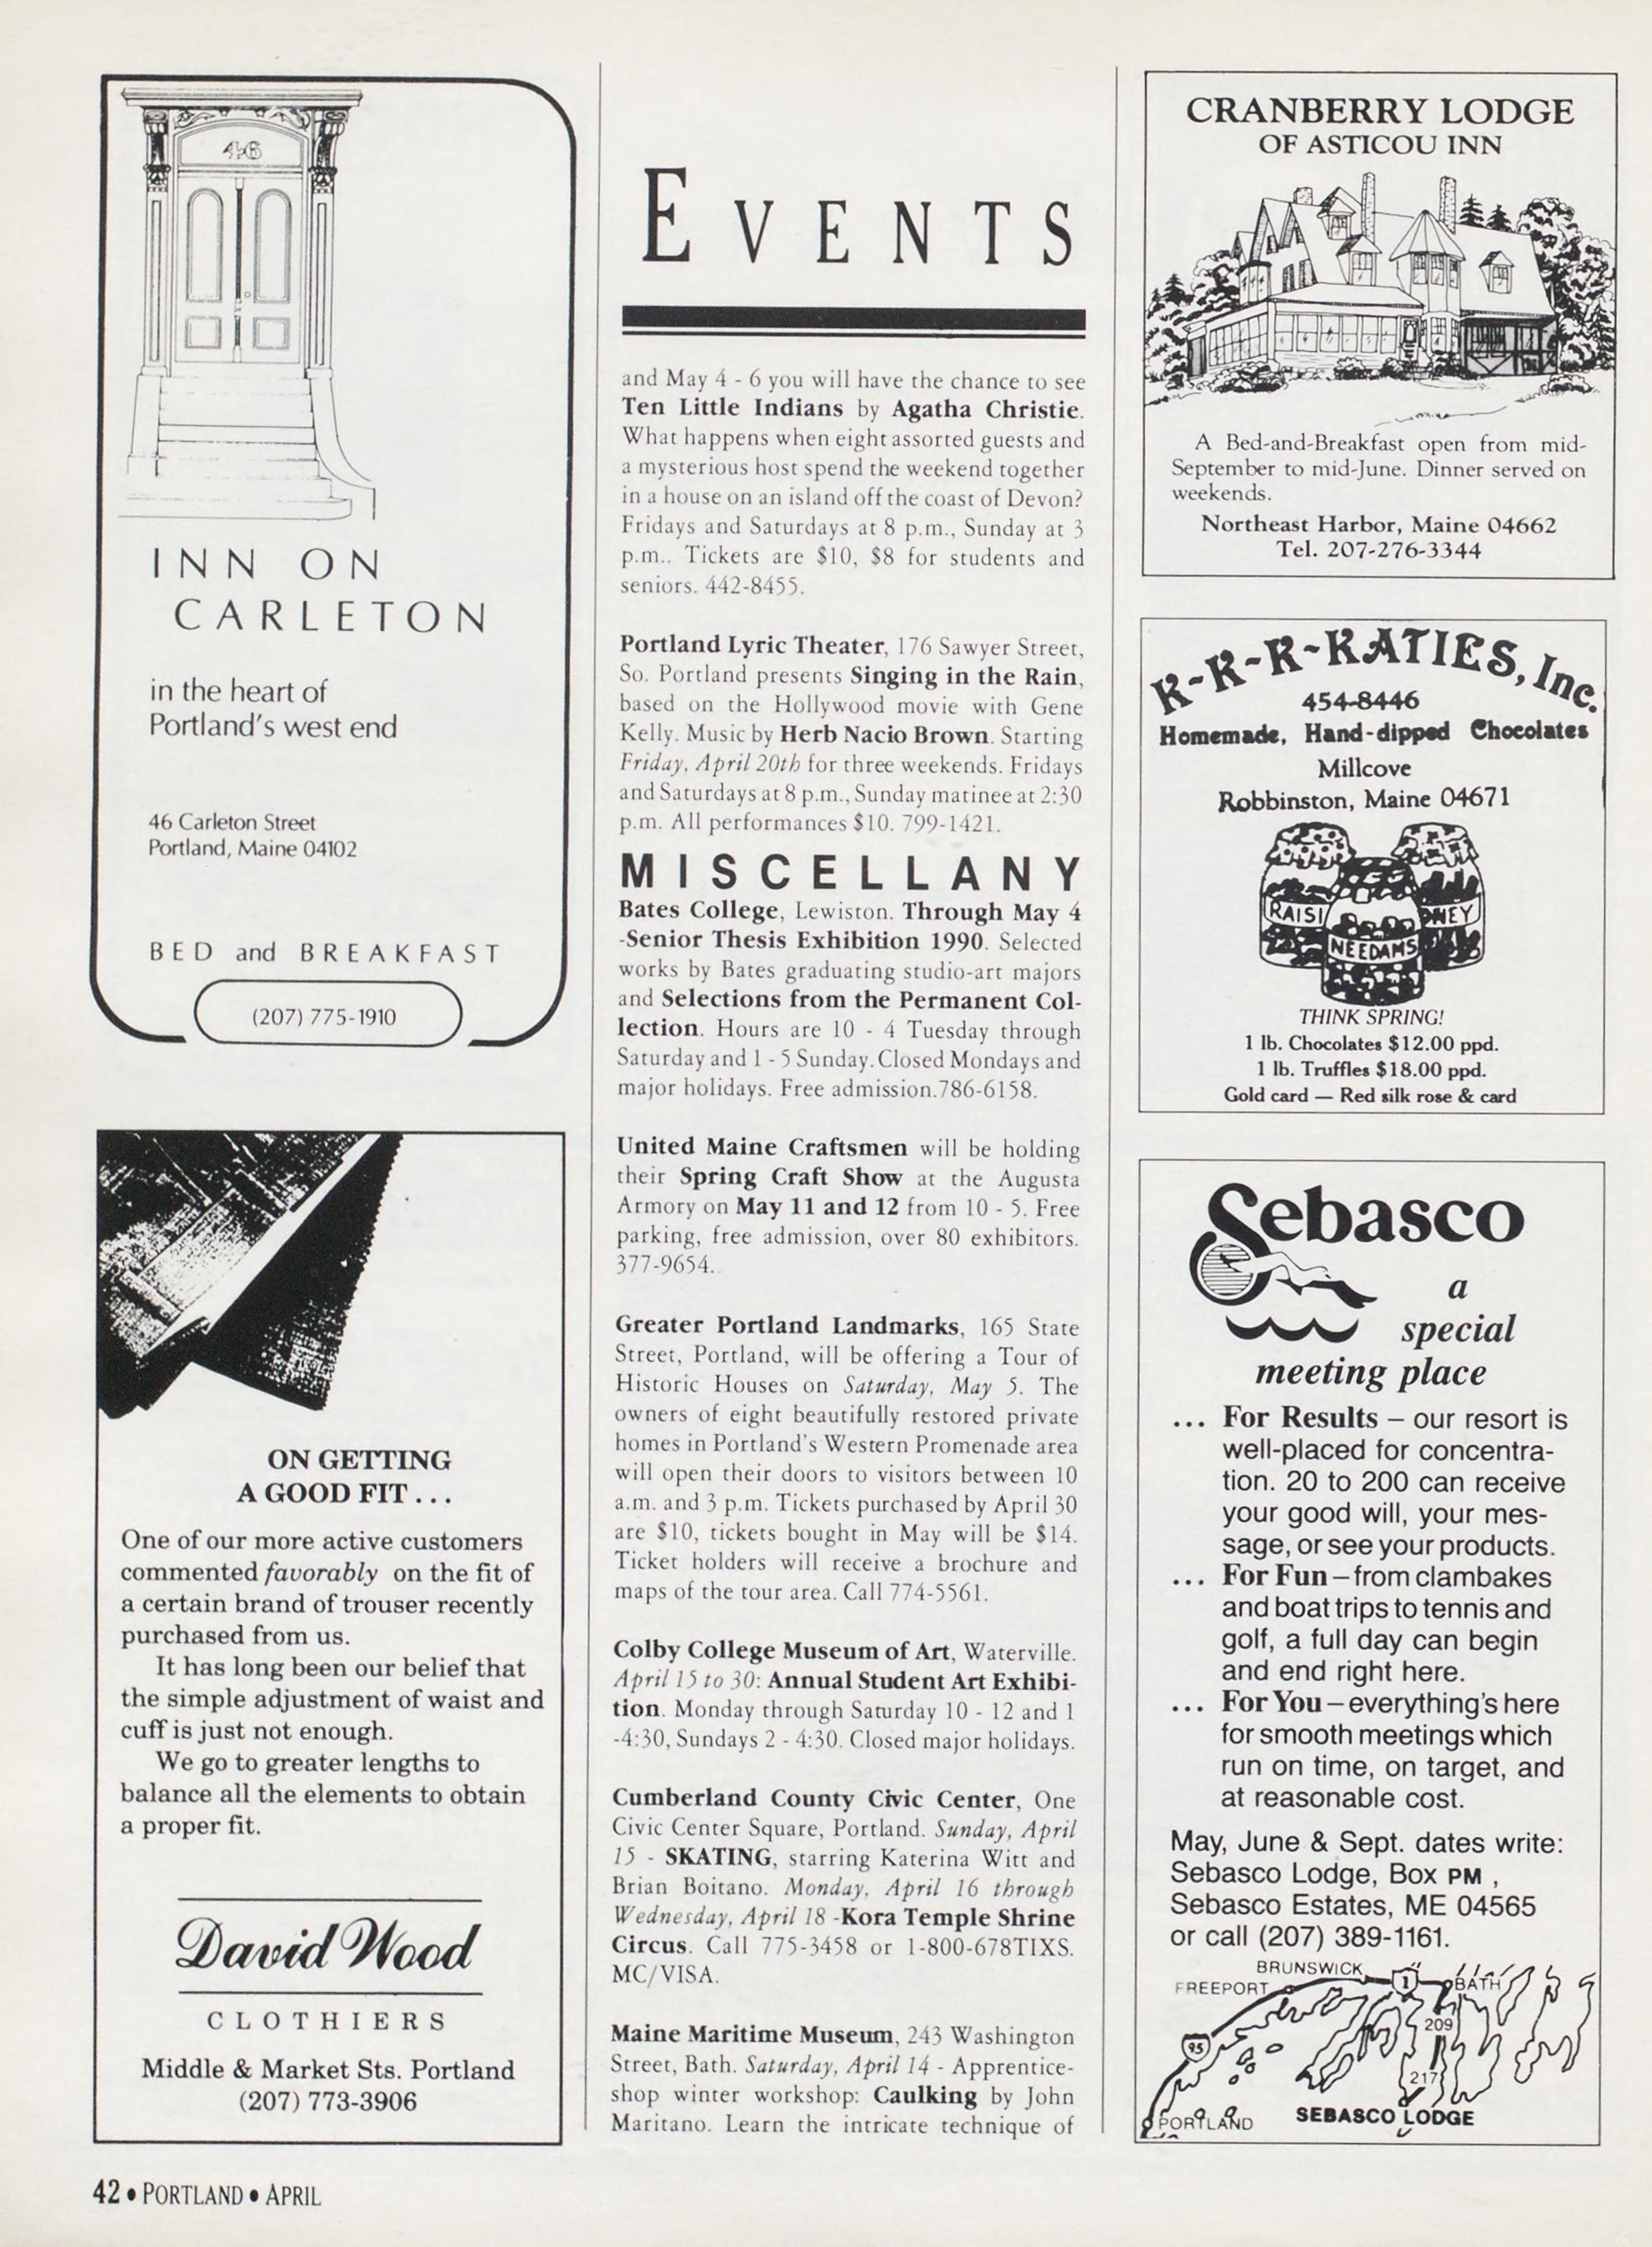 46
INN ON
CARLETON
in the heart of
Portland's west end
46 Carleton Street
Portland, Maine 04102
BED and BREAKFAST
(207) 775-1910
ON GETTING
A GOOD FIT . . .
One of our more active customers
commented favorably on the fit of
a certain brand of trouser recently
purchased from us.
It has long been our belief that
the simple adjustment of waist and
cuff is just not enough.
We go to greater lengths to
balance all the elements to obtain
a proper fit.
David Wood
CLOTHIERS
Middle & Market Sts. Portland
(207) 773-3906
EVENTS
and May 4 - 6 you will have the chance to see
Ten Little Indians by Agatha Christie.
What happens when eight assorted guests and
a mysterious host spend the weekend together
in a house on an island off the coast of Devon?
Fridays and Saturdays at 8 p.m., Sunday at 3
p.m.. Tickets are $10, $8 for students and
seniors. 442-8455.
Portland Lyric Theater, 176 Sawyer Street,
So. Portland presents Singing in the Rain,
based on the Hollywood movie with Gene
Kelly. Music by Herb Nacio Brown. Starting
Friday, April 20th for three weekends. Fridays
and Saturdays at 8 p.m., Sunday matinee at 2:30
p.m. All performances $10. 799-1421.
MISCELLANY
Bates College, Lewiston. Through May 4
-Senior Thesis Exhibition 1990. Selected
works by Bates graduating studio-art majors
and Selections from the Permanent Col-
lection. Hours are 10 - 4 Tuesday through
Saturday and 1 - 5 Sunday. Closed Mondays and
major holidays. Free admission.786-6158.
United Maine Craftsmen will be holding
their Spring Craft Show at the Augusta
Armory on May 11 and 12 from 10 - 5. Free
parking, free admission, over 80 exhibitors.
377-9654.
Greater Portland Landmarks, 165 State
Street, Portland, will be offering a Tour of
Historic Houses on Saturday, May 5. The
owners of eight beautifully restored private
homes in Portland's Western Promenade area
will open their doors to visitors between 10
a.m. and 3 p.m. Tickets purchased by April 30
are $10, tickets bought in May will be $14.
Ticket holders will receive a brochure and
maps of the tour area. Call 774-5561.
Colby College Museum of Art, Waterville.
April 15 to 30: Annual Student Art Exhibi-
tion. Monday through Saturday 10 - 12 and 1
-4:30, Sundays 2 - 4:30. Closed major holidays.
Cumberland County Civic Center, One
Civic Center Square, Portland. Sunday, April
15 - SKATING, starring Katerina Witt and
Brian Boitano. Monday, April 16 through
Wednesday, April 18 -Kora Temple Shrine
Circus. Call 775-3458 or 1-800-678TIXS.
MC/VISA.
Maine Maritime Museum, 243 Washington
Street, Bath. Saturday, April 14 - Apprentice-
shop winter workshop: Caulking by John
Maritano. Learn the intricate technique of
CRANBERRY LODGE
OF ASTICOU INN
A Bed-and-Breakfast open from mid-
September to mid-June. Dinner served on
weekends.
Northeast Harbor, Maine 04662
Tel. 207-276-3344
K-K-K-KATIES, Inc.
454-8446
Homemade, Hand-dipped Chocolates
Millcove
Robbinston, Maine 04671
RAISI
NEY
NEEDAMS
THINK SPRING!
1 lb. Chocolates $12.00 ppd.
1 lb. Truffles $18.00 ppd.
Gold card — Red silk rose & card
Sebasco
a
special
meeting place
... For Results – our resort is
well-placed for concentra-
tion. 20 to 200 can receive
your good will, your mes-
sage, or see your products.
... For Fun – from clambakes
and boat trips to tennis and
golf, a full day can begin
and end right here.
... For You – everything's here
for smooth meetings which
run on time, on target, and
at reasonable cost.
May, June & Sept. dates write:
Sebasco Lodge, Box PM ,
Sebasco Estates, ME 04565
or call (207) 389-1161.
BRUNSWICK
FREEPORT
1
BATH
209
95
217
PORTLAND
SEBASCO LODGE
42 • PORTLAND • APRIL